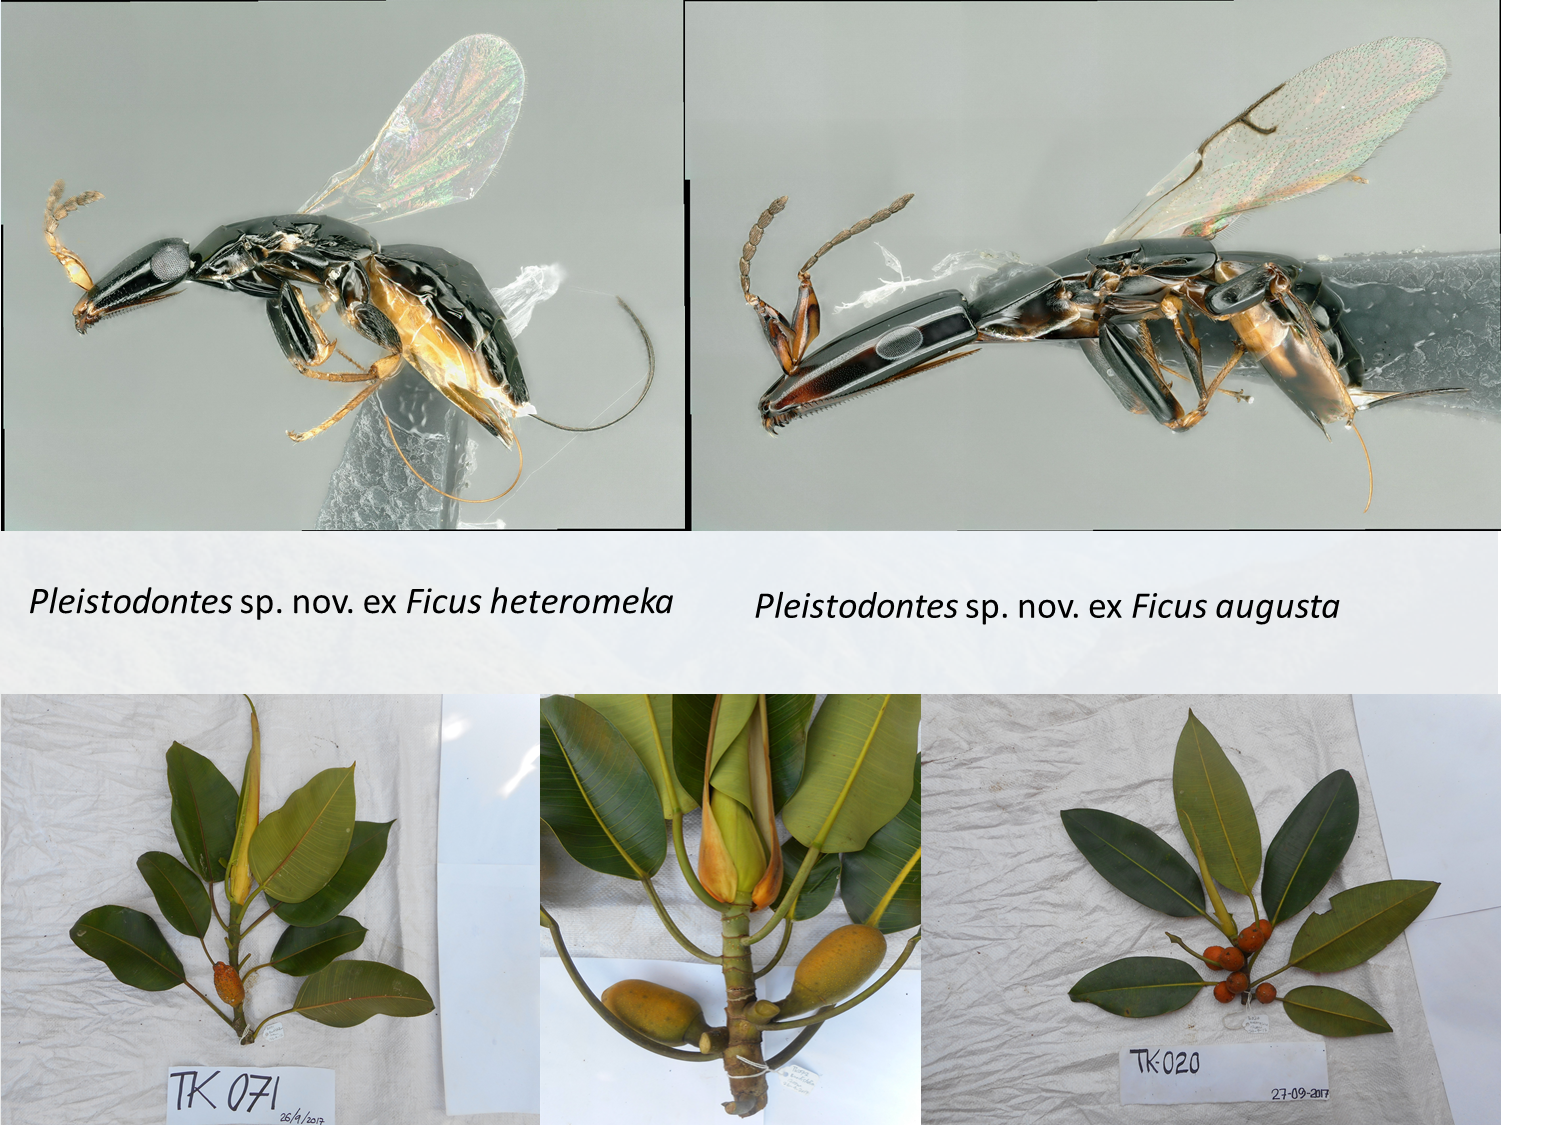 Pleistodontes sp. nov. ex Ficus heteromeka
Pleistodontes sp. nov. ex Ficus augusta
TK 071
26/9/2017
TK-020
27-09-2017